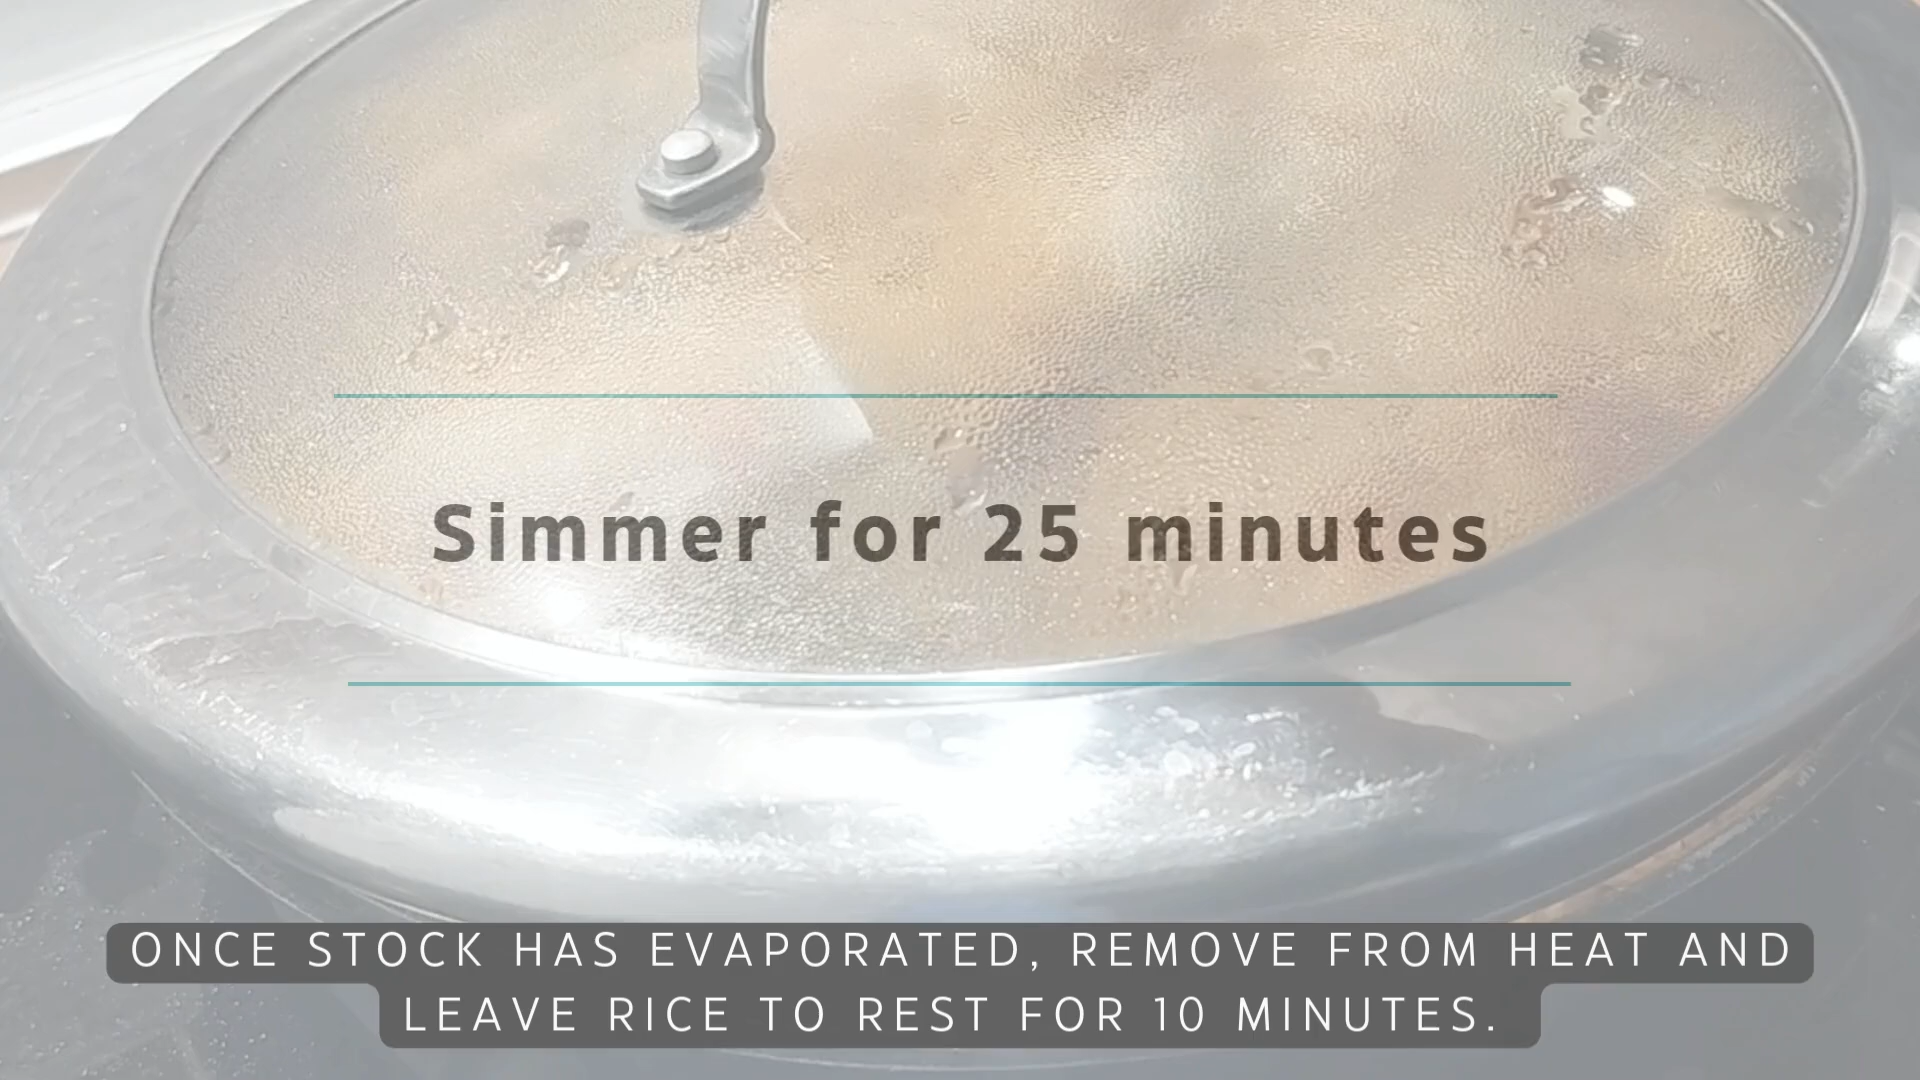 Simmer for 25 minutes
ONCE STOCK HAS EVAPORATED, REMOVE FROM HEAT AND
LEAVE RICE TO REST FOR 10 MINUTES.